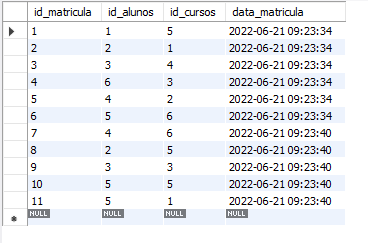 id_matricula id_alunos id_cursos data_matricula
1 1 5 2022-06-21 09:23:34
2 2 1 2022-06-21 09:23:34
3 3 4 2022-06-21 09:23:34
4 6 3 2022-06-21 09:23:34
5 4 2 2022-06-21 09:23:34
6 5 6 2022-06-21 09:23:34
7 4 6 2022-06-21 09:23:40
8 2 5 2022-06-21 09:23:40
9 3 3 2022-06-21 09:23:40
10 5 5 2022-06-21 09:23:40
11 5 1 2022-06-21 09:23:40
NULL NULL NULL NULL